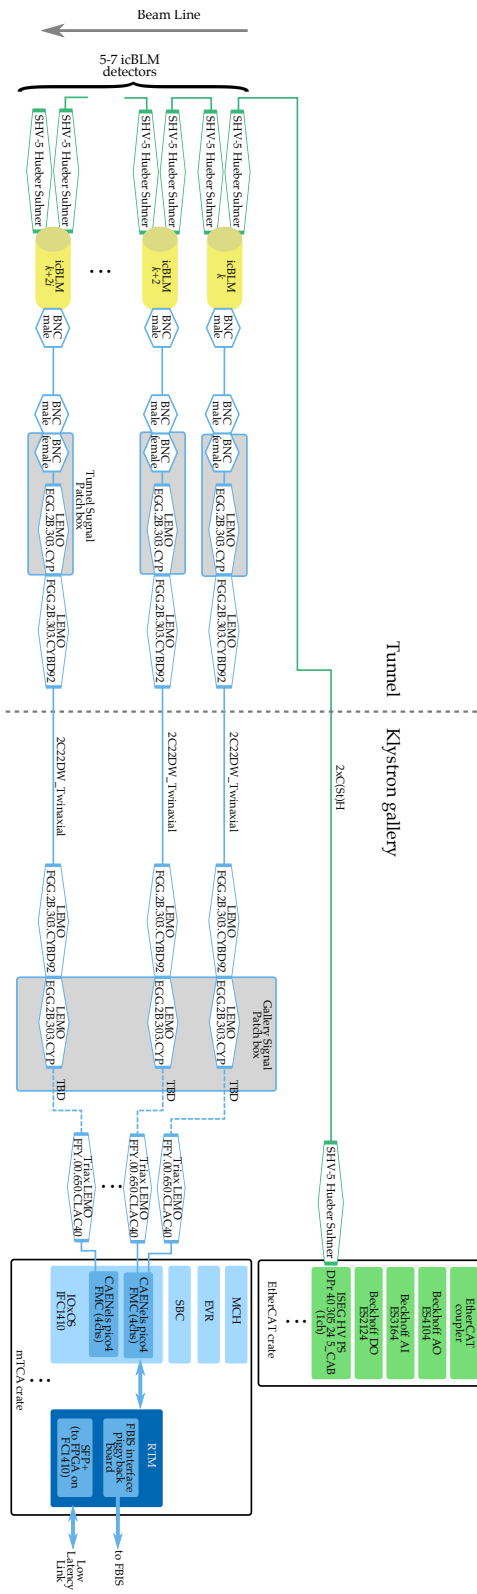 Beam Line
5-7 icBLM
detectors
SHV-5 Hueber Suhner
SHV-5 Hueber Suhner
SHV-5 Hueber Suhner
SHV-5 Hueber Suhner
SHV-5 Hueber Suhner
SHV-5 Hueber Suhner
icBLM
k+2i
...
icBLM
k+2
icBLM
k
BNC
male
BNC
male
BNC
male
BNC
male
BNC
male
BNC
male
BNC
female
BNC
female
BNC
female
LEMO
EGG.2B.303.CYP
LEMO
EGG.2B.303.CYP
LEMO
EGG.2B.303.CYP
Tunnel Sugnal
Patch box
LEMO
FGG.2B.303.CYBD92
LEMO
FGG.2B.303.CYBD92
LEMO
FGG.2B.303.CYBD92
Tunnel
Klystron gallery
2C22DW_Twinaxial
2C22DW_Twinaxial
2C22DW_Twinaxial
2xC(St)H
LEMO
FGG.2B.303.CYBD92
LEMO
FGG.2B.303.CYBD92
LEMO
FGG.2B.303.CYBD92
LEMO
EGG.2B.303.CYP
LEMO
EGG.2B.303.CYP
LEMO
EGG.2B.303.CYP
Gallery Signal
Patch box
TBD
TBD
TBD
Triax LEMO
FFY.00.650.CLAC40
...
Triax LEMO
FFY.00.650.CLAC40
Triax LEMO
FFY.00.650.CLAC40
SHV-5 Hueber Suhner
EtherCAT
coupler
Beckhoff AO
ES4104
Beckhoff AI
ES3164
Beckhoff DO
ES2124
ISEG HV PS
DPr 40 305 24 5_CAB
(1ch)
...
EtherCAT crate
MCH
EVR
SBC
CAENels pico4
FMC (4chs)
CAENels pico4
FMC (4chs)
IOxOS
IFC1410
...
mTCA crate
RTM
FBIS interface
piggyback
board
SFP+
(to FPGA on
FC1410)
to FBIS
Low
Latency
Link